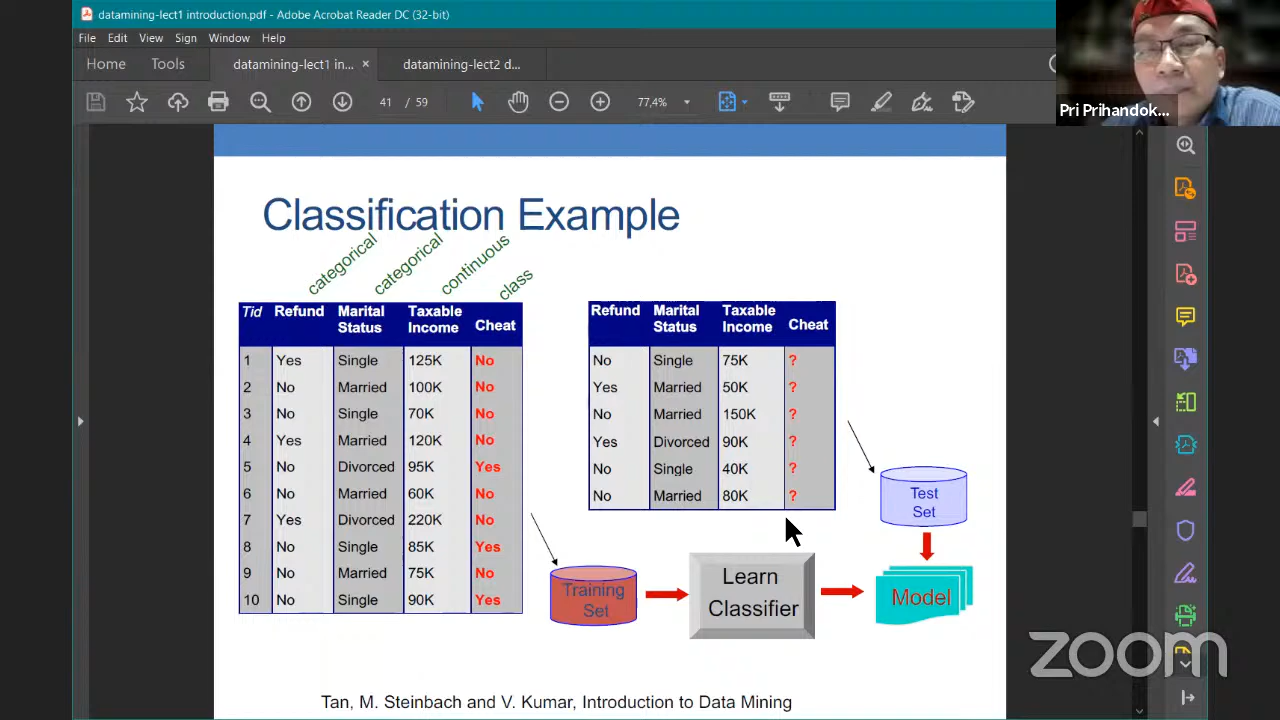 datamining-lect1 introduction.pdf - Adobe Acrobat Reader DC (32-bit)
File Edit View Sign Window Help
Home Tools datamining-lect1 in... × datamining-lect2 d...
41 / 59 77,4%
Pri Prihandok...
Classification Example
categorical categorical continuous class
Tid Refund Marital Status Taxable Income Cheat
1 Yes Single 125K No
2 No Married 100K No
3 No Single 70K No
4 Yes Married 120K No
5 No Divorced 95K Yes
6 No Married 60K No
7 Yes Divorced 220K No
8 No Single 85K Yes
9 No Married 75K No
10 No Single 90K Yes
Refund Marital Status Taxable Income Cheat
No Single 75K ?
Yes Married 50K ?
No Married 150K ?
Yes Divorced 90K ?
No Single 40K ?
No Married 80K ?
Test
Set
Training
Set
Learn
Classifier
Model
Tan, M. Steinbach and V. Kumar, Introduction to Data Mining
zoom